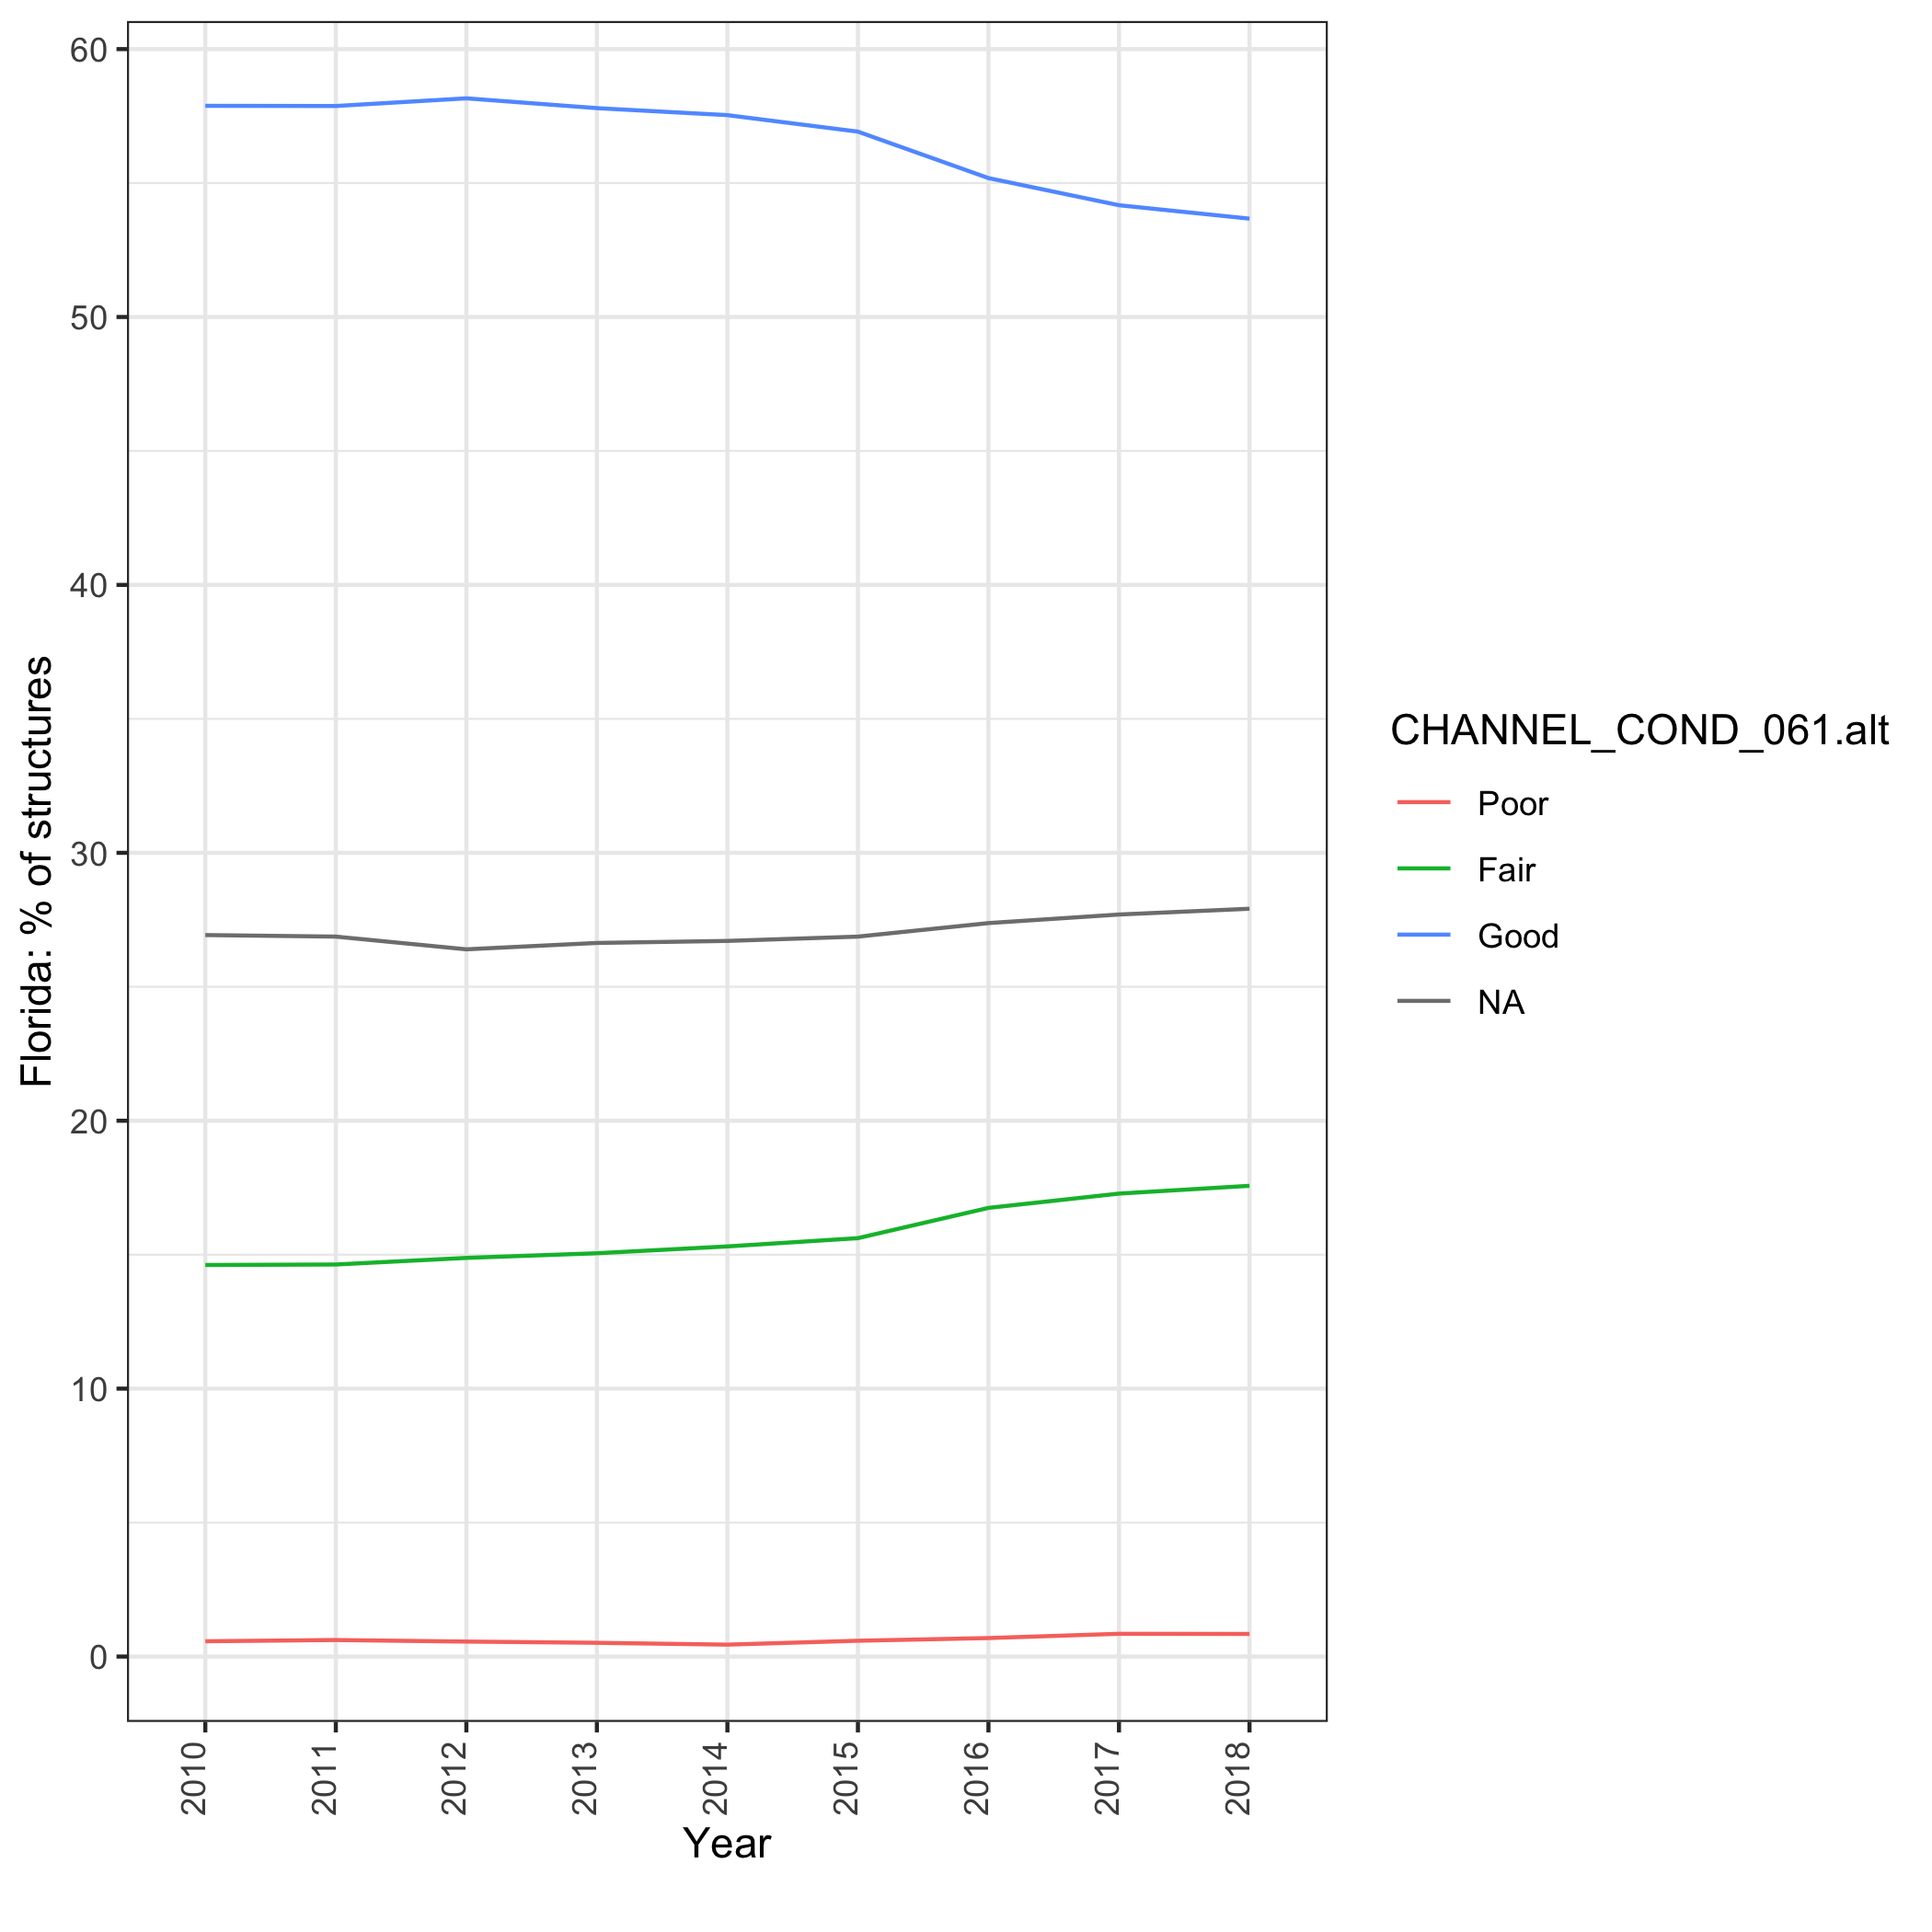 60
50
40
30
20
10
0
Florida: % of structures
2010
2011
2012
2013
2014
2015
2016
2017
2018
Year
CHANNEL_COND_061.alt
Poor
Fair
Good
NA